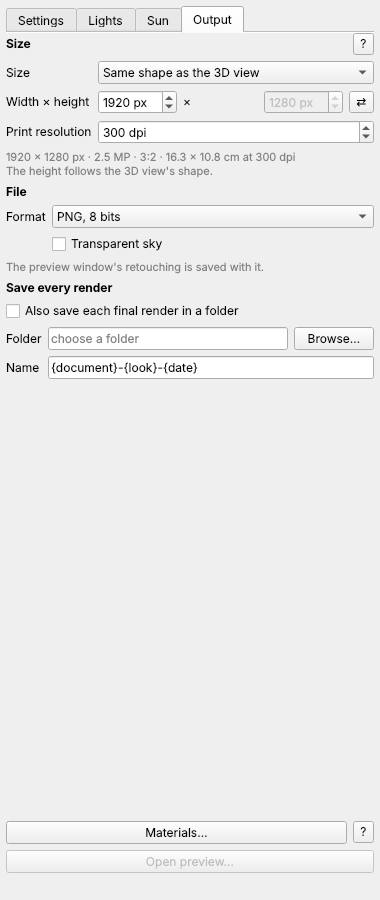 Settings Lights Sun Output
Size ?
Size Same shape as the 3D view
Width × height 1920 px × 1280 px ⇄
Print resolution 300 dpi
1920 × 1280 px · 2.5 MP · 3:2 · 16.3 × 10.8 cm at 300 dpi
The height follows the 3D view's shape.
File
Format PNG, 8 bits
Transparent sky
The preview window's retouching is saved with it.
Save every render
Also save each final render in a folder
Folder choose a folder Browse...
Name {document}-{look}-{date}
Materials... ?
Open preview...